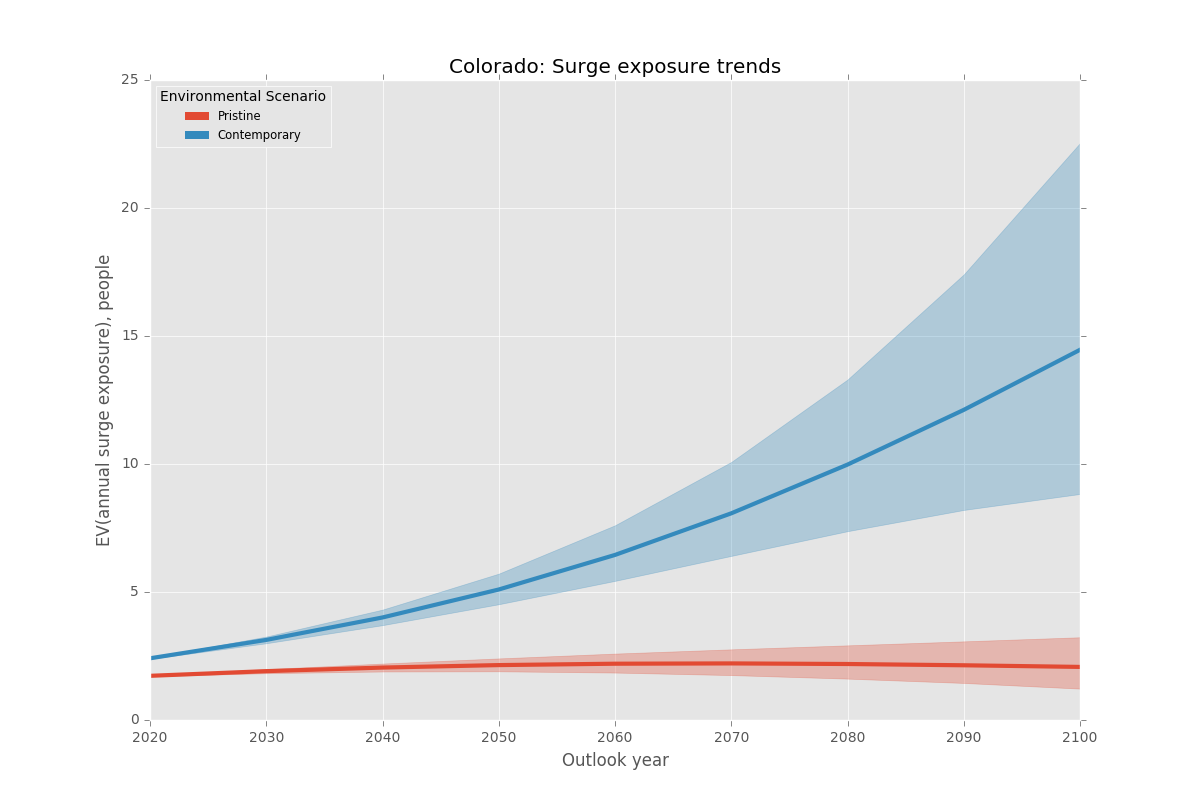 Colorado: Surge exposure trends
Environmental Scenario
Pristine
Contemporary
EV(annual surge exposure), people
25
20
15
10
5
0
2020 2030 2040 2050 2060 2070 2080 2090 2100
Outlook year